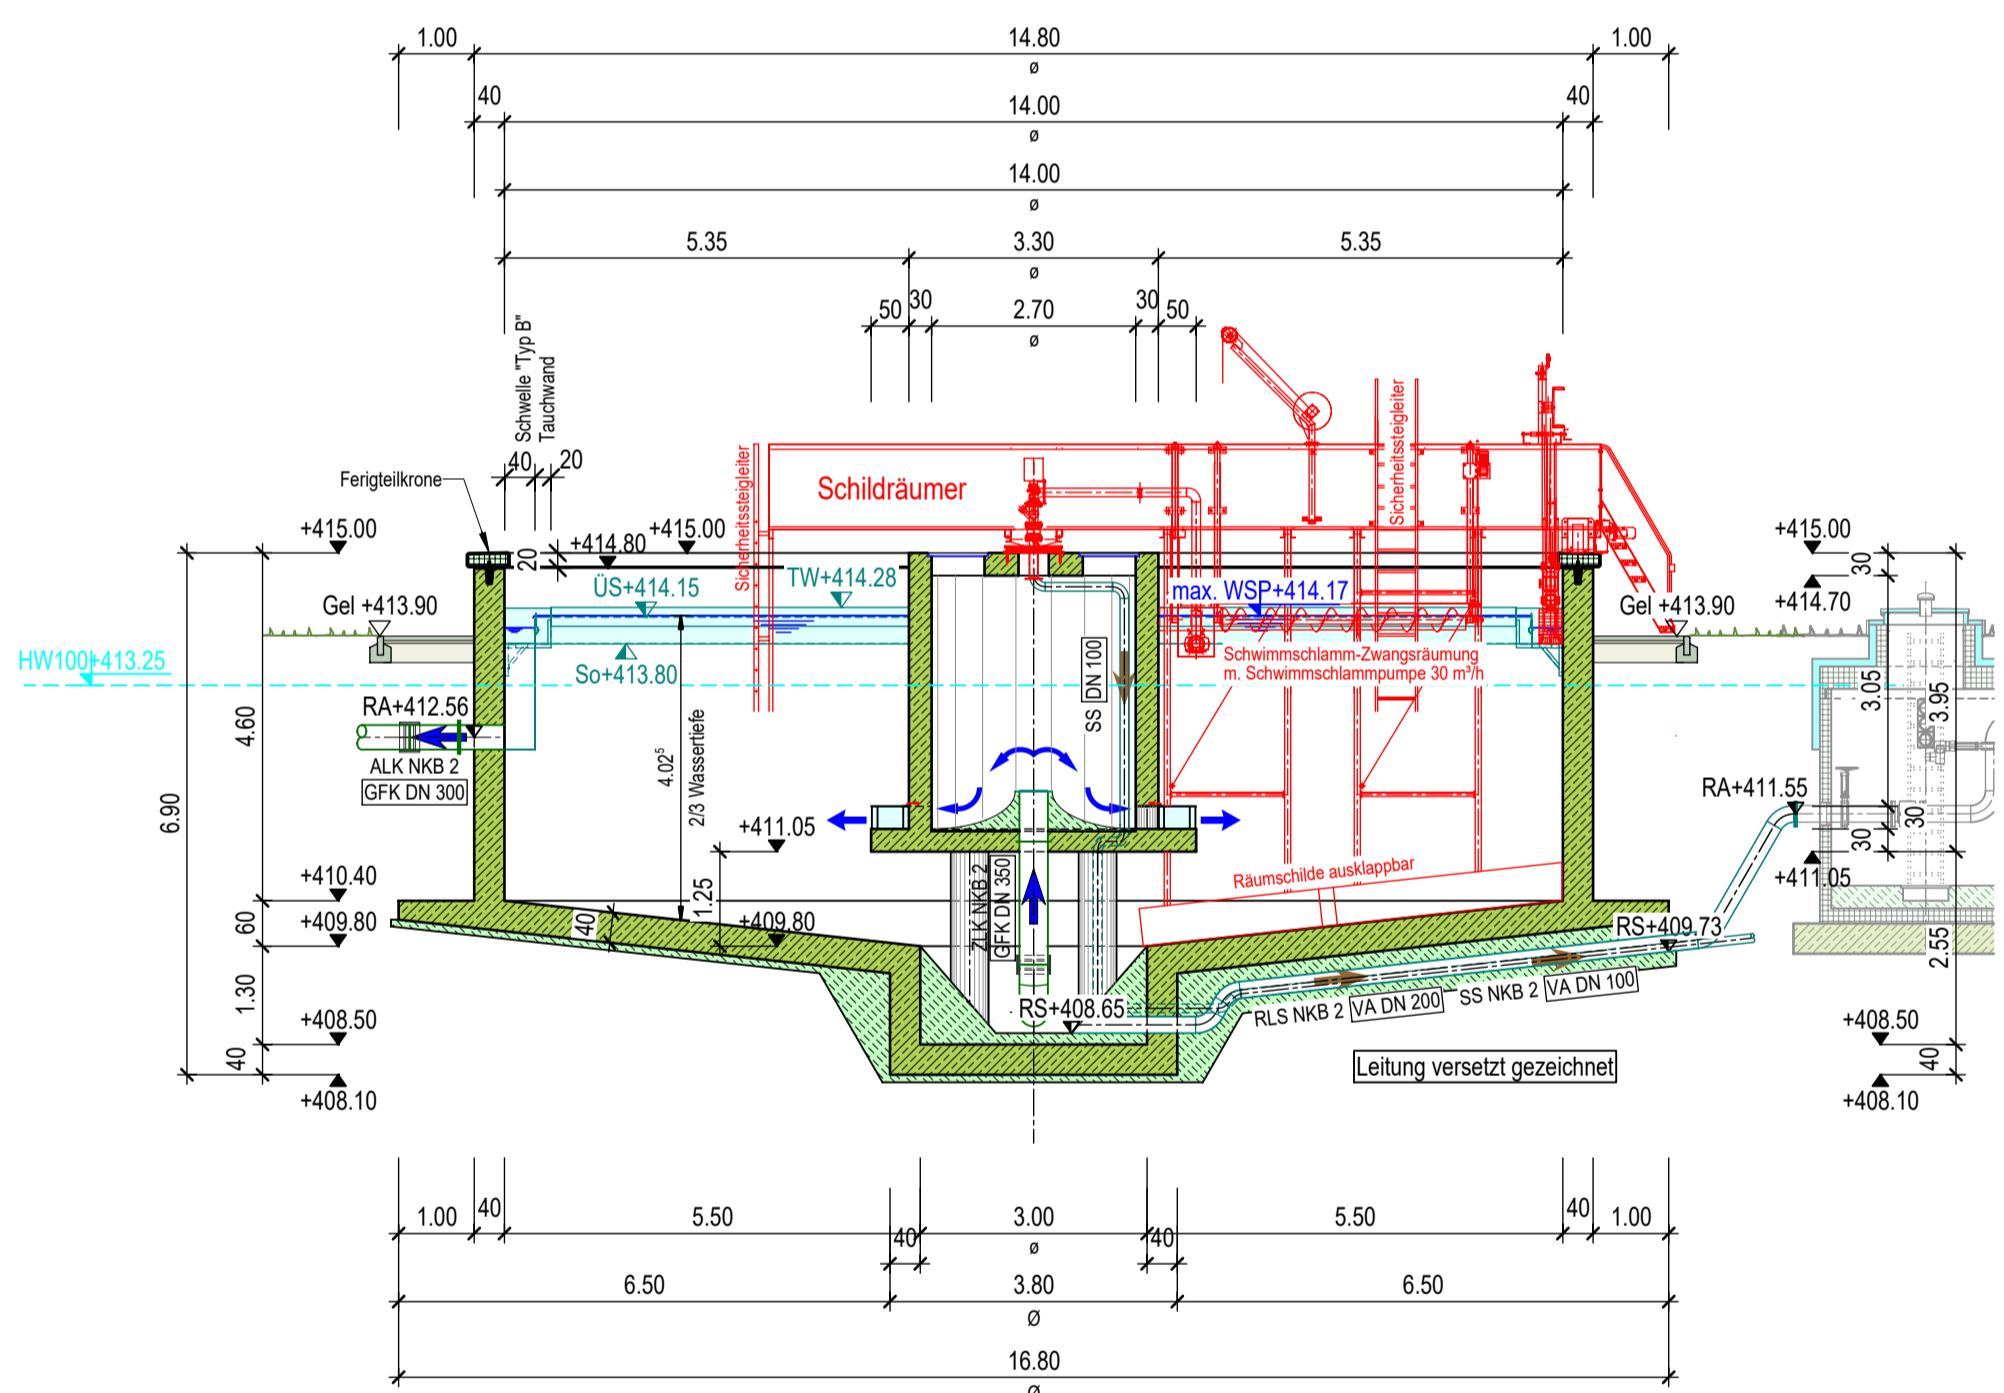 1.00 14.80 1.00
ø
40 14.00 40
ø
14.00
ø
5.35 3.30 5.35
ø
50 30 2.70 30 50
ø
Schwelle "Typ B"
Tauchwand
40 20
Ferigteilkrone
Sicherheitssteigleiter
Schildräumer
Sicherheitssteigleiter
+415.00
20
+414.80
+415.00
+415.00
30
+414.70
ÜS+414.15
TW+414.28
max. WSP+414.17
Gel +413.90
Gel +413.90
HW100+413.25
So+413.80
SS DN 100
Schwimmschlamm-Zwangsräumung
m. Schwimmschlammpumpe 30 m³/h
RA+412.56
ALK NKB 2
GFK DN 300
4.60
6.90
4.02⁵
2/3 Wassertiefe
3.05
3.95
RA+411.55
30
30
+411.05
+411.05
1.25
Räumschilde ausklappbar
+410.40
60
+409.80
40
+409.80
ZLK NKB 2
GFK DN 350
RS+409.73
2.55
1.30
RS+408.65
RLS NKB 2 VA DN 200 SS NKB 2 VA DN 100
+408.50
40
+408.10
Leitung versetzt gezeichnet
+408.50
40
+408.10
1.00 40 5.50 3.00 5.50 40 1.00
ø
40 40
6.50 3.80 6.50
Ø
16.80
Ø